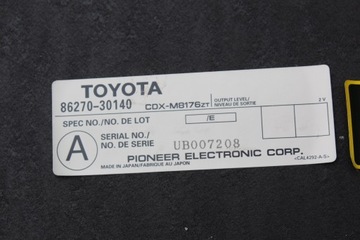 TOYOTA
86270-30140 CDX-M8176ZT
OUTPUT LEVEL/
NIVEAU DE SORTIE
2 V
SPEC NO./NO. DE LOT /E
A
SERIAL NO./
NO. DE SERIE UB007208
PIONEER ELECTRONIC CORP.
MADE IN JAPAN/FABRIQUE AU JAPON
<CAL4292-A/S>